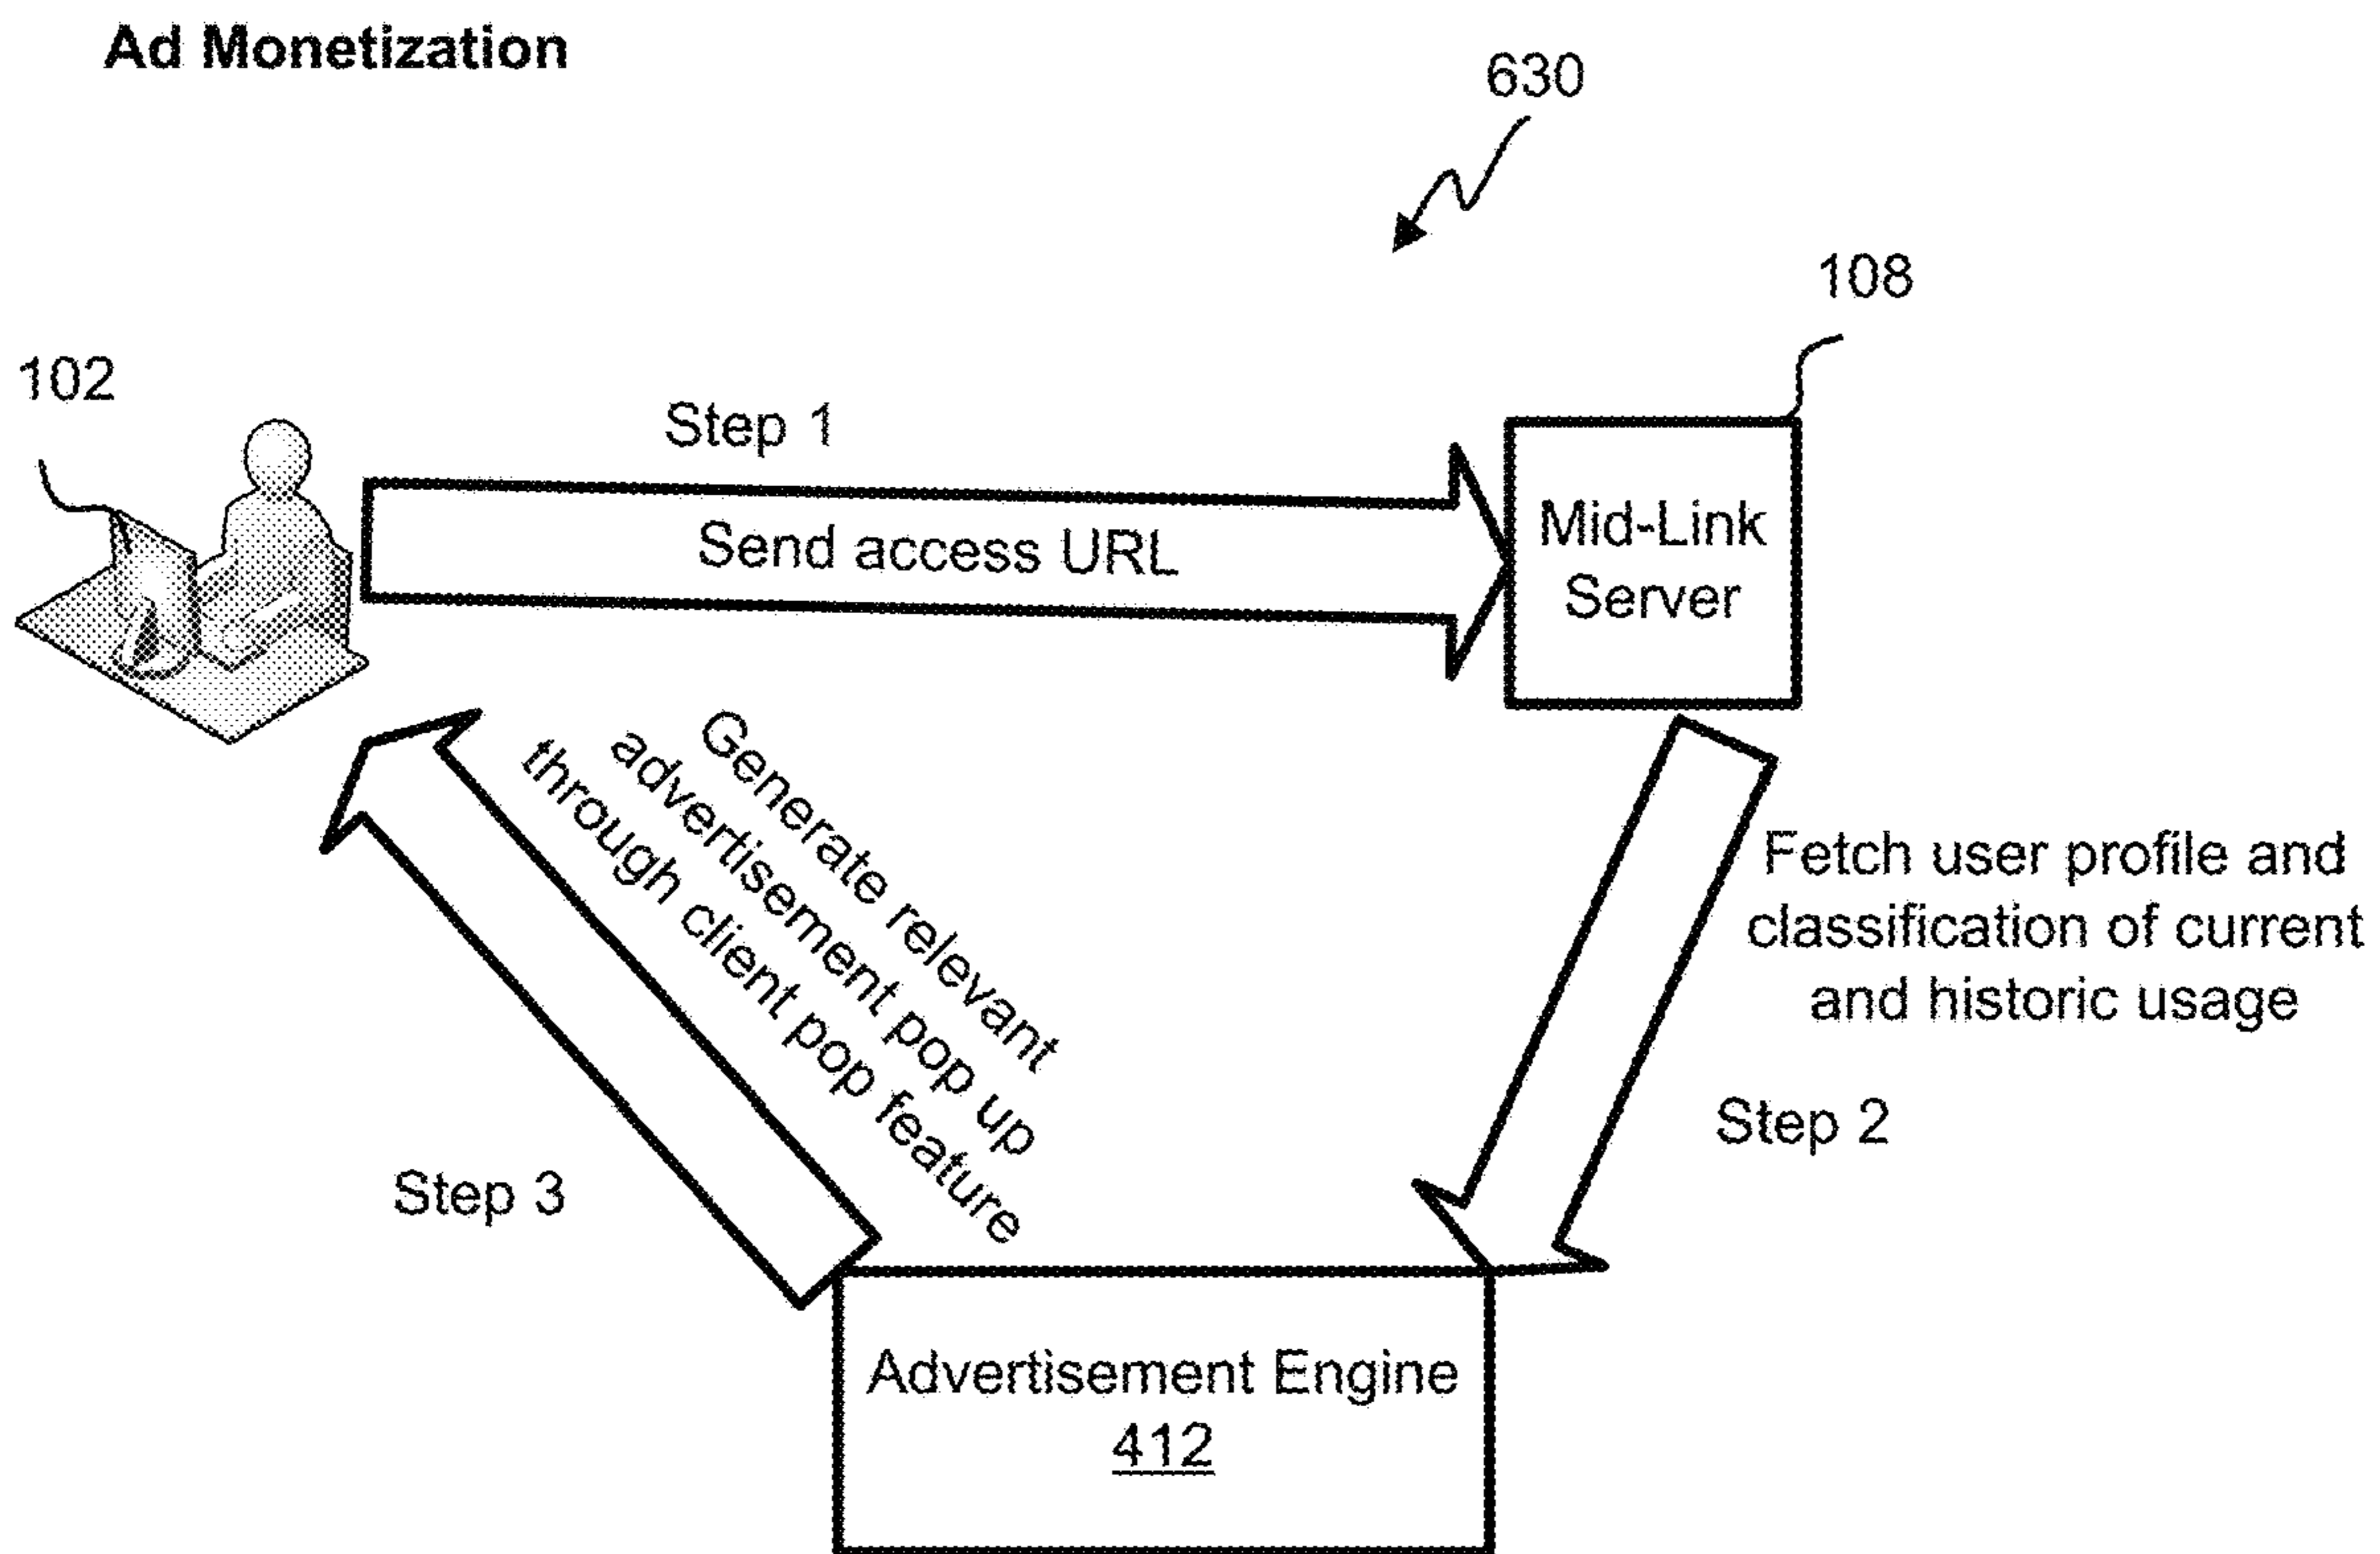 Ad Monetization
630
108
102
Step 1
Send access URL
Mid-Link
Server
Generate relevant
advertisement pop up
through client pop feature
Fetch user profile and
classification of current
and historic usage
Step 2
Step 3
Advertisement Engine
412